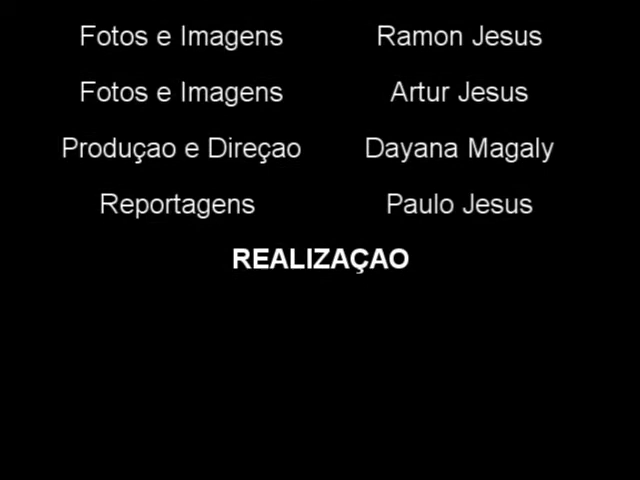 Fotos e Imagens Ramon Jesus
Fotos e Imagens Artur Jesus
Produçao e Direçao Dayana Magaly
Reportagens Paulo Jesus
REALIZAÇAO